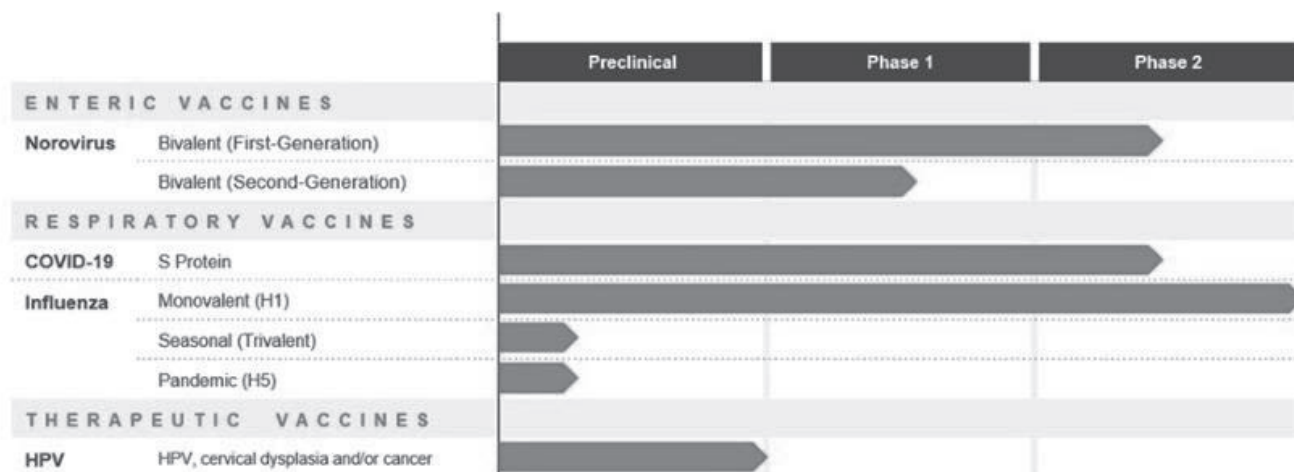 Preclinical Phase 1 Phase 2
ENTERIC VACCINES
Norovirus Bivalent (First-Generation)
Bivalent (Second-Generation)
RESPIRATORY VACCINES
COVID-19 S Protein
Influenza Monovalent (H1)
Seasonal (Trivalent)
Pandemic (H5)
THERAPEUTIC VACCINES
HPV HPV, cervical dysplasia and/or cancer